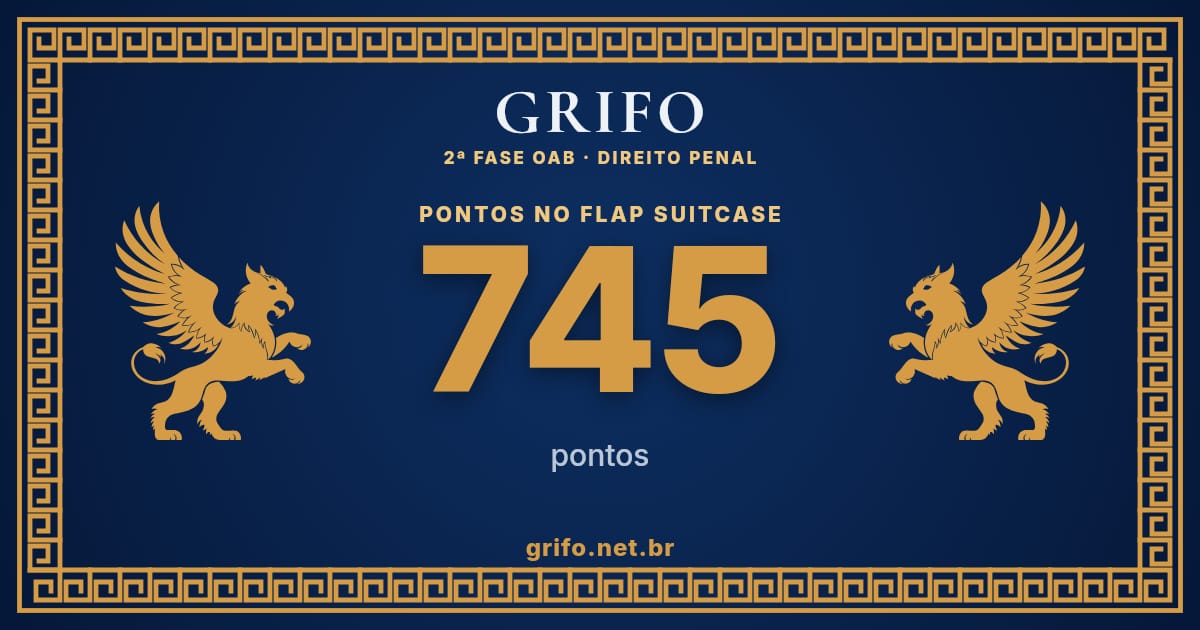 GRIFO
2ª FASE OAB · DIREITO PENAL
PONTOS NO FLAP SUITCASE
745
pontos
grifo.net.br